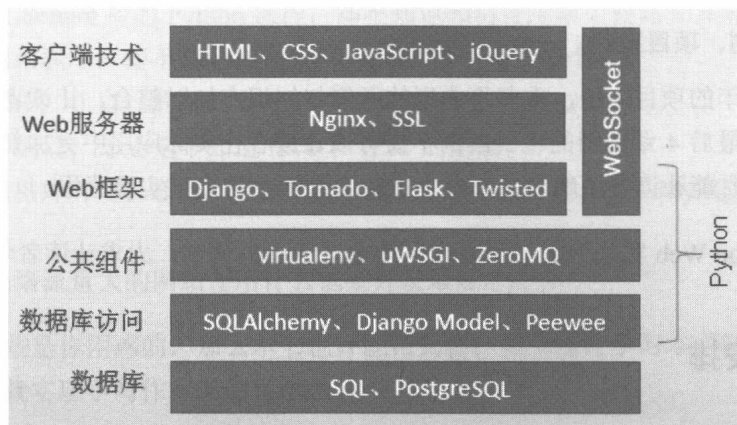 客户端技术 HTML、CSS、JavaScript、jQuery
WebSocket
Web服务器 Nginx、SSL
Web框架 Django、Tornado、Flask、Twisted
Python
公共组件 virtualenv、uWSGI、ZeroMQ
数据库访问 SQLAlchemy、Django Model、Peewee
数据库 SQL、PostgreSQL